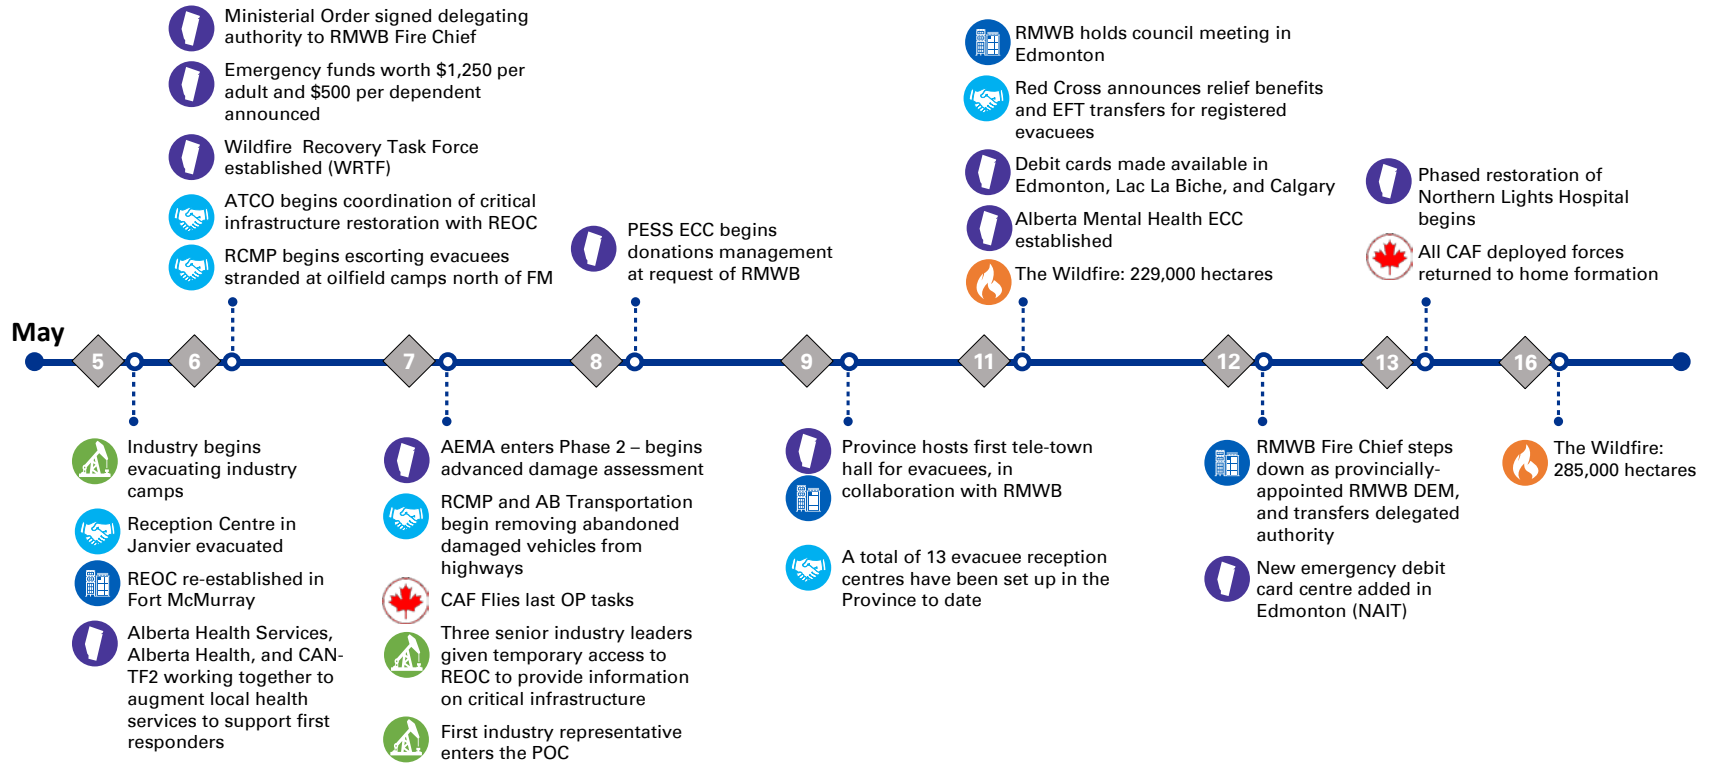 Ministerial Order signed delegating
authority to RMWB Fire Chief
Emergency funds worth $1,250 per
adult and $500 per dependent
announced
Wildfire  Recovery Task Force
established (WRTF)
ATCO begins coordination of critical
infrastructure restoration with REOC
RCMP begins escorting evacuees
stranded at oilfield camps north of FM
PESS ECC begins
donations management
at request of RMWB
RMWB holds council meeting in
Edmonton
Red Cross announces relief benefits
and EFT transfers for registered
evacuees
Debit cards made available in
Edmonton, Lac La Biche, and Calgary
Alberta Mental Health ECC
established
The Wildfire: 229,000 hectares
Phased restoration of
Northern Lights Hospital
begins
All CAF deployed forces
returned to home formation
May
5
6
7
8
9
11
12
13
16
Industry begins
evacuating industry
camps
Reception Centre in
Janvier evacuated
REOC re-established in
Fort McMurray
Alberta Health Services,
Alberta Health, and CAN-
TF2 working together to
augment local health
services to support first
responders
AEMA enters Phase 2 – begins
advanced damage assessment
RCMP and AB Transportation
begin removing abandoned
damaged vehicles from
highways
CAF Flies last OP tasks
Three senior industry leaders
given temporary access to
REOC to provide information
on critical infrastructure
First industry representative
enters the POC
Province hosts first tele-town
hall for evacuees, in
collaboration with RMWB
A total of 13 evacuee reception
centres have been set up in the
Province to date
RMWB Fire Chief steps
down as provincially-
appointed RMWB DEM,
and transfers delegated
authority
New emergency debit
card centre added in
Edmonton (NAIT)
The Wildfire:
285,000 hectares